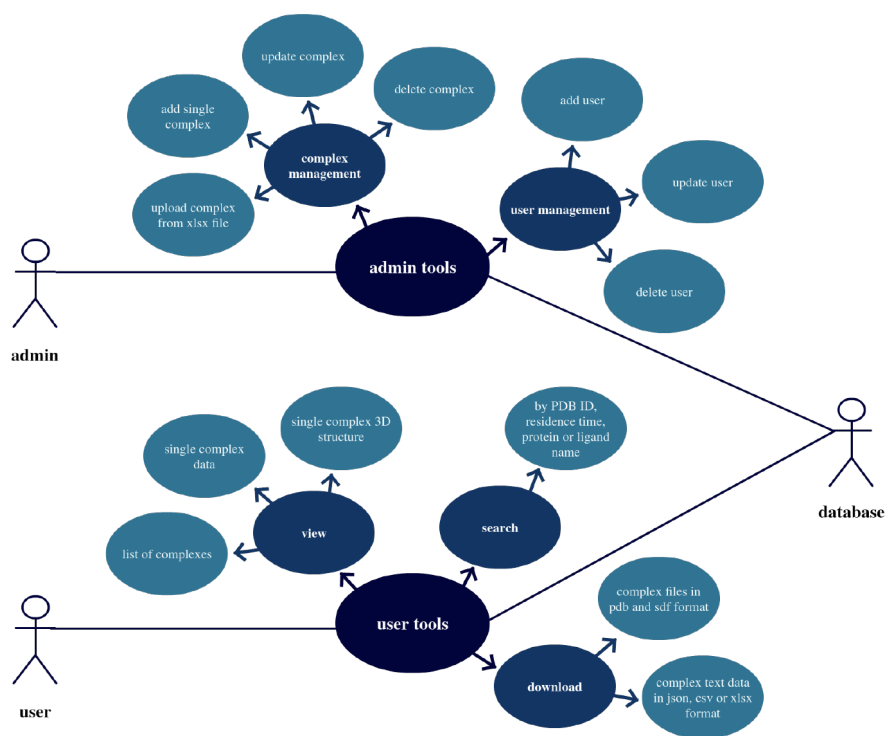 update complex
delete complex
add single
complex
add user
complex
management
update user
upload complex
from xlsx file
user management
admin tools
delete user
admin
single complex 3D
structure
by PDB ID,
residence time,
protein or ligand
name
single complex
data
database
view
search
list of complexes
complex files in
pdb and sdf format
user tools
download
complex text data
in json, csv or xlsx
format
user